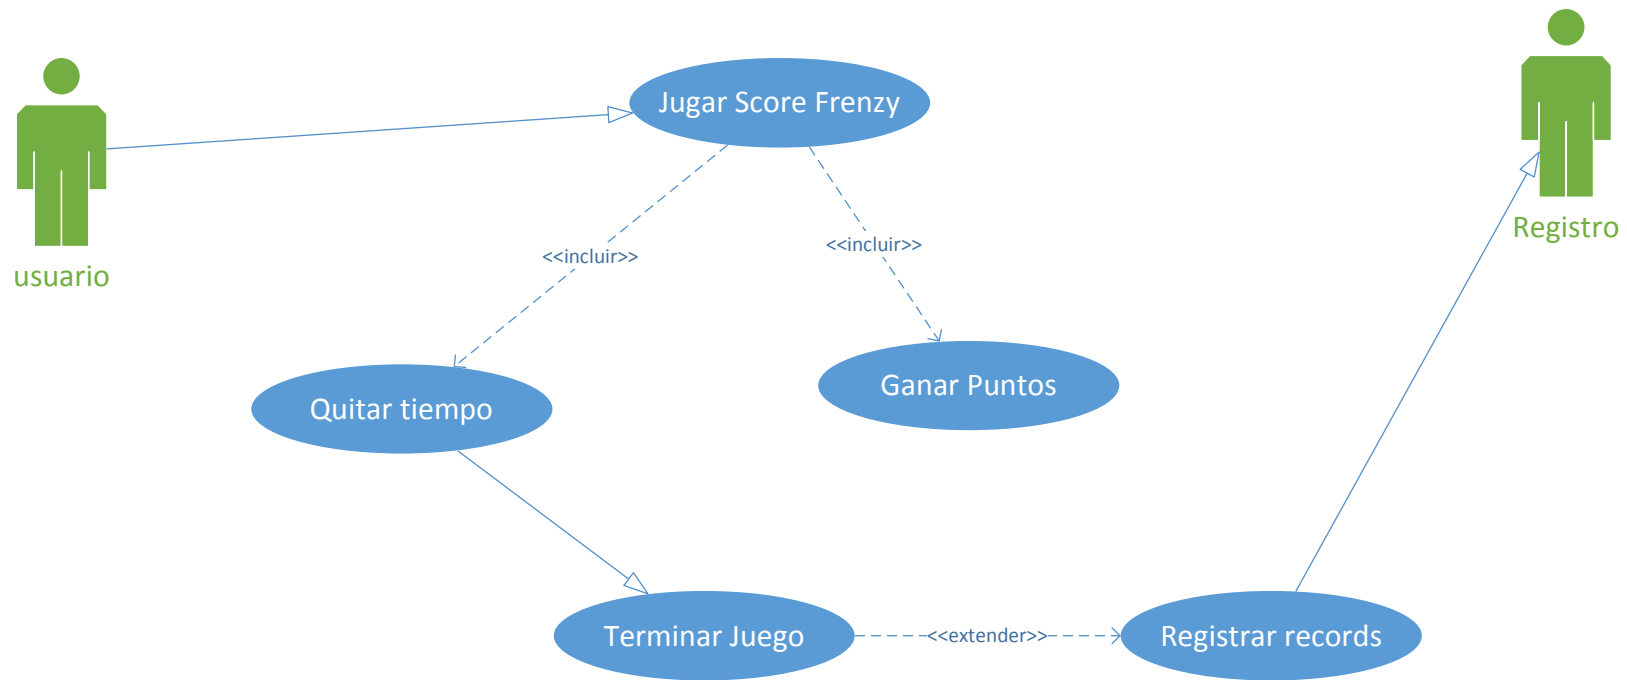 Jugar Score Frenzy
Registro
usuario
<<incluir>>
<<incluir>>
Quitar tiempo
Ganar Puntos
Terminar Juego
<<extender>>
Registrar records